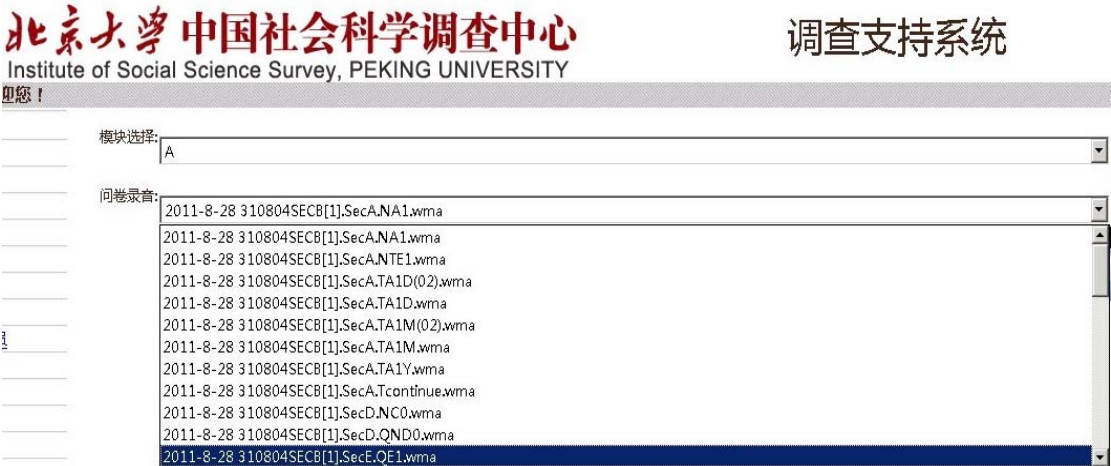 北京大学 中国社会科学调查中心
调查支持系统
Institute of Social Science Survey, PEKING UNIVERSITY
迎您！
模块选择:
A
问卷录音:
2011-8-28 310804SECB[1].SecA.NA1.wma
2011-8-28 310804SECB[1].SecA.NA1.wma
2011-8-28 310804SECB[1].SecA.NTE1.wma
2011-8-28 310804SECB[1].SecA.TA1D(02).wma
2011-8-28 310804SECB[1].SecA.TA1D.wma
2011-8-28 310804SECB[1].SecA.TA1M(02).wma
2011-8-28 310804SECB[1].SecA.TA1M.wma
2011-8-28 310804SECB[1].SecA.TA1Y.wma
2011-8-28 310804SECB[1].SecA.Tcontinue.wma
2011-8-28 310804SECB[1].SecD.NC0.wma
2011-8-28 310804SECB[1].SecD.QND0.wma
2011-8-28 310804SECB[1].SecE.QE1.wma